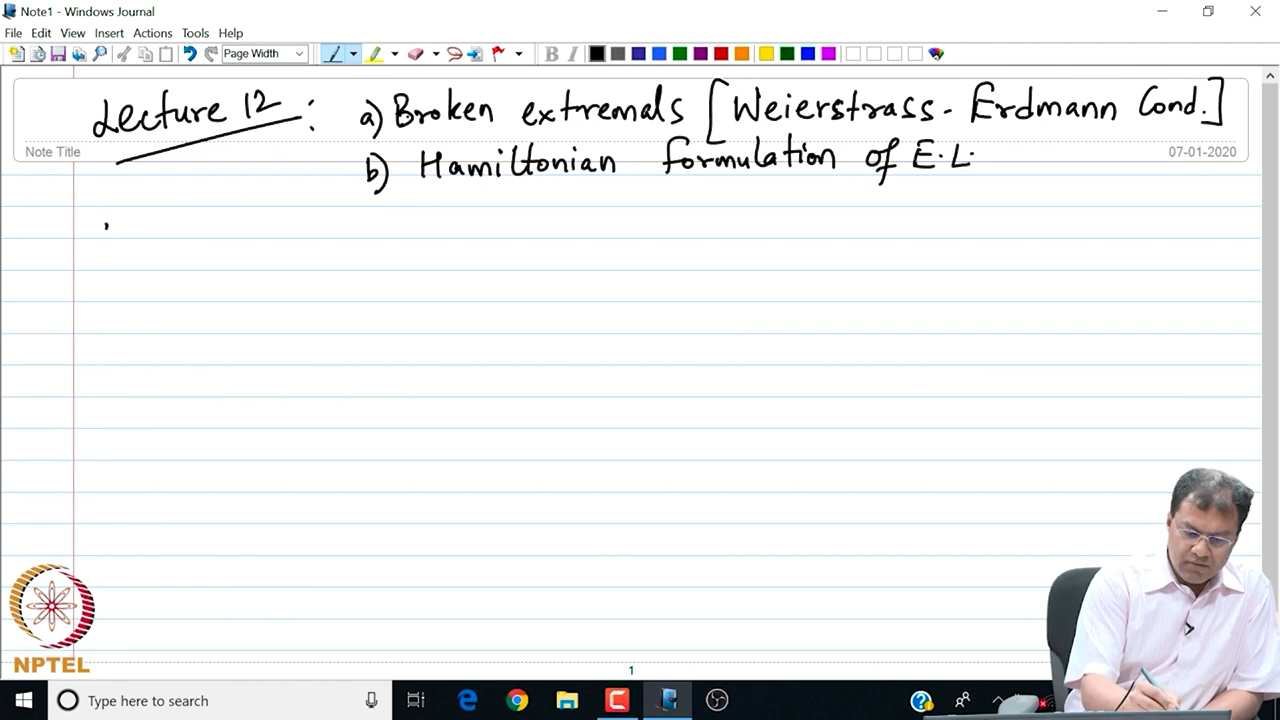 Note1 - Windows Journal
File Edit View Insert Actions Tools Help
Page Width
Lecture 12 : a) Broken extremals [Weierstrass - Erdmann Cond.]
Note Title
07-01-2020
b) Hamiltonian formulation of E.L.
NPTEL
1
Type here to search